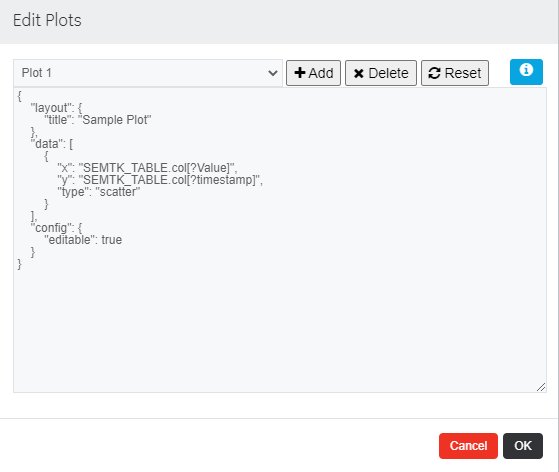 Edit Plots
Plot 1
Add
Delete
Reset
{
"layout": {
"title": "Sample Plot"
},
"data": [
{
"x": "SEMTK_TABLE.col[?Value]",
"y": "SEMTK_TABLE.col[?timestamp]",
"type": "scatter"
}
],
"config": {
"editable": true
}
}
Cancel
OK